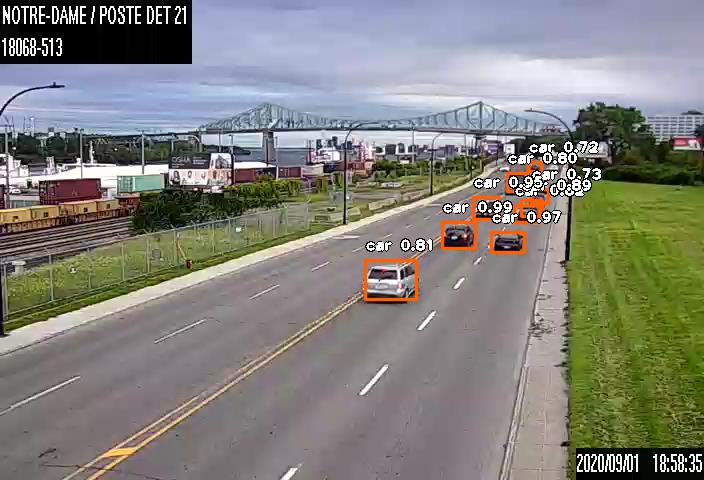 NOTRE-DAME / POSTE DET 21
18068-513
car 0.72
car 0.80
car 0.73
car 0.95
car 0.89
car 0.99
car 0.97
car 0.81
OSHA
2020/09/01 18:58:35